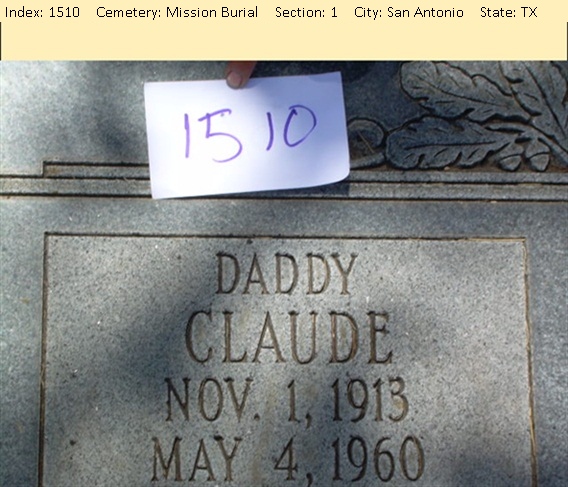 Index: 1510 Cemetery: Mission Burial Section: 1 City: San Antonio State: TX
1510
DADDY
CLAUDE
NOV. 1, 1913
MAY 4, 1960